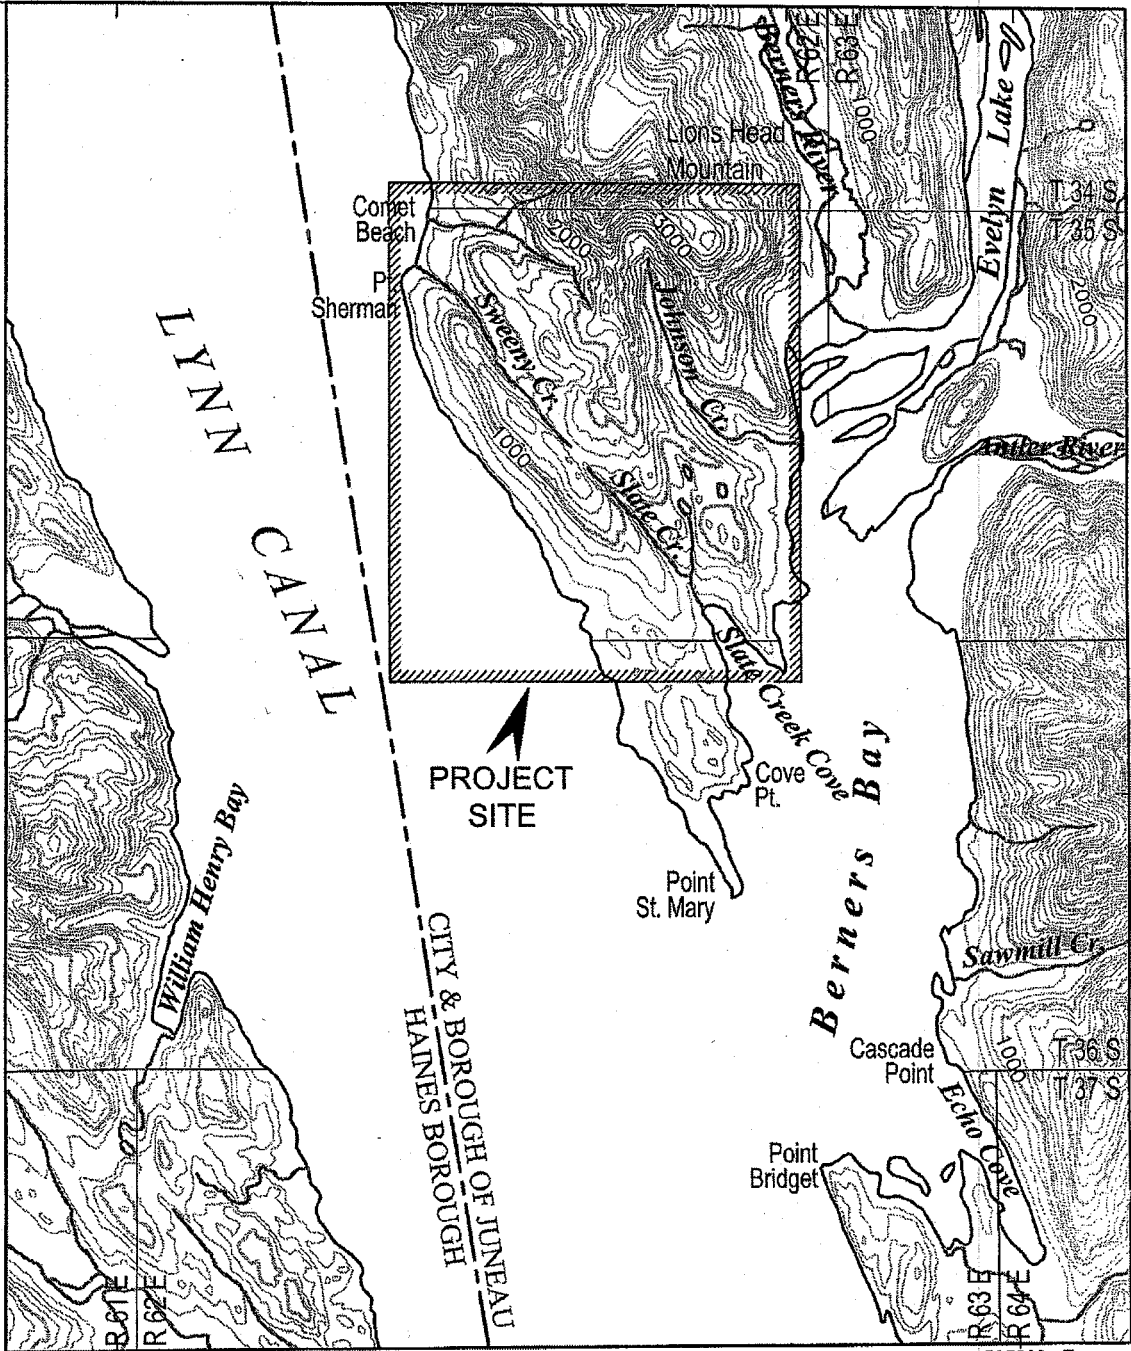 Berners River
R 62 E
R 63 E
1000
Evelyn Lake
Lions Head
Mountain
T 34 S
T 35 S
Comet
Beach
2000
3000
2000
Sherman
Sweeny Cr.
Johnson Cr.
LYNN CANAL
1000
Antler River
Slate Cr.
Slate Creek Cove
PROJECT
SITE
Cove
Pt.
Berners Bay
William Henry Bay
Point
St. Mary
CITY & BOROUGH OF JUNEAU
HAINES BOROUGH
Sawmill Cr.
Cascade
Point
1000
T 36 S
T 37 S
Echo Cove
Point
Bridget
R 61 E
R 62 E
R 63 E
R 64 E